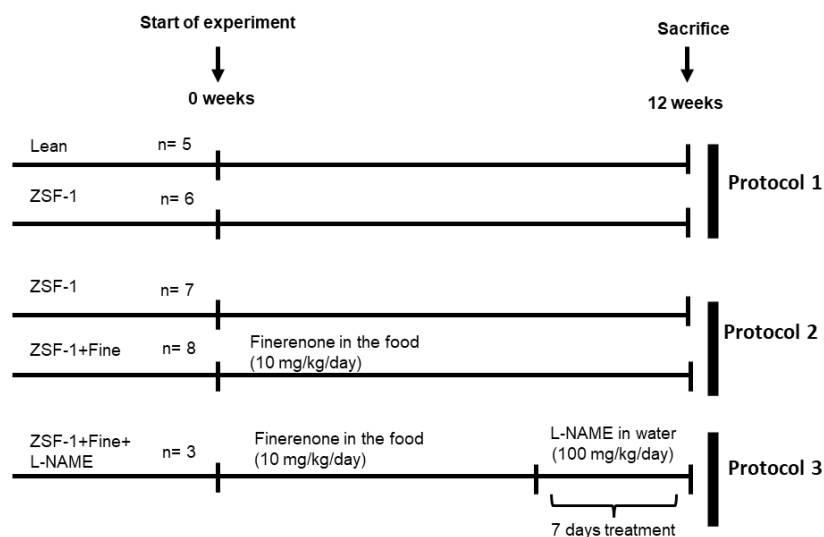 Start of experiment
Sacrifice
0 weeks
12 weeks
Lean n= 5
ZSF-1 n= 6
Protocol 1
ZSF-1 n= 7
ZSF-1+Fine n= 8 Finerenone in the food
(10 mg/kg/day)
Protocol 2
ZSF-1+Fine+
L-NAME
n= 3
Finerenone in the food
(10 mg/kg/day)
L-NAME in water
(100 mg/kg/day)
Protocol 3
7 days treatment